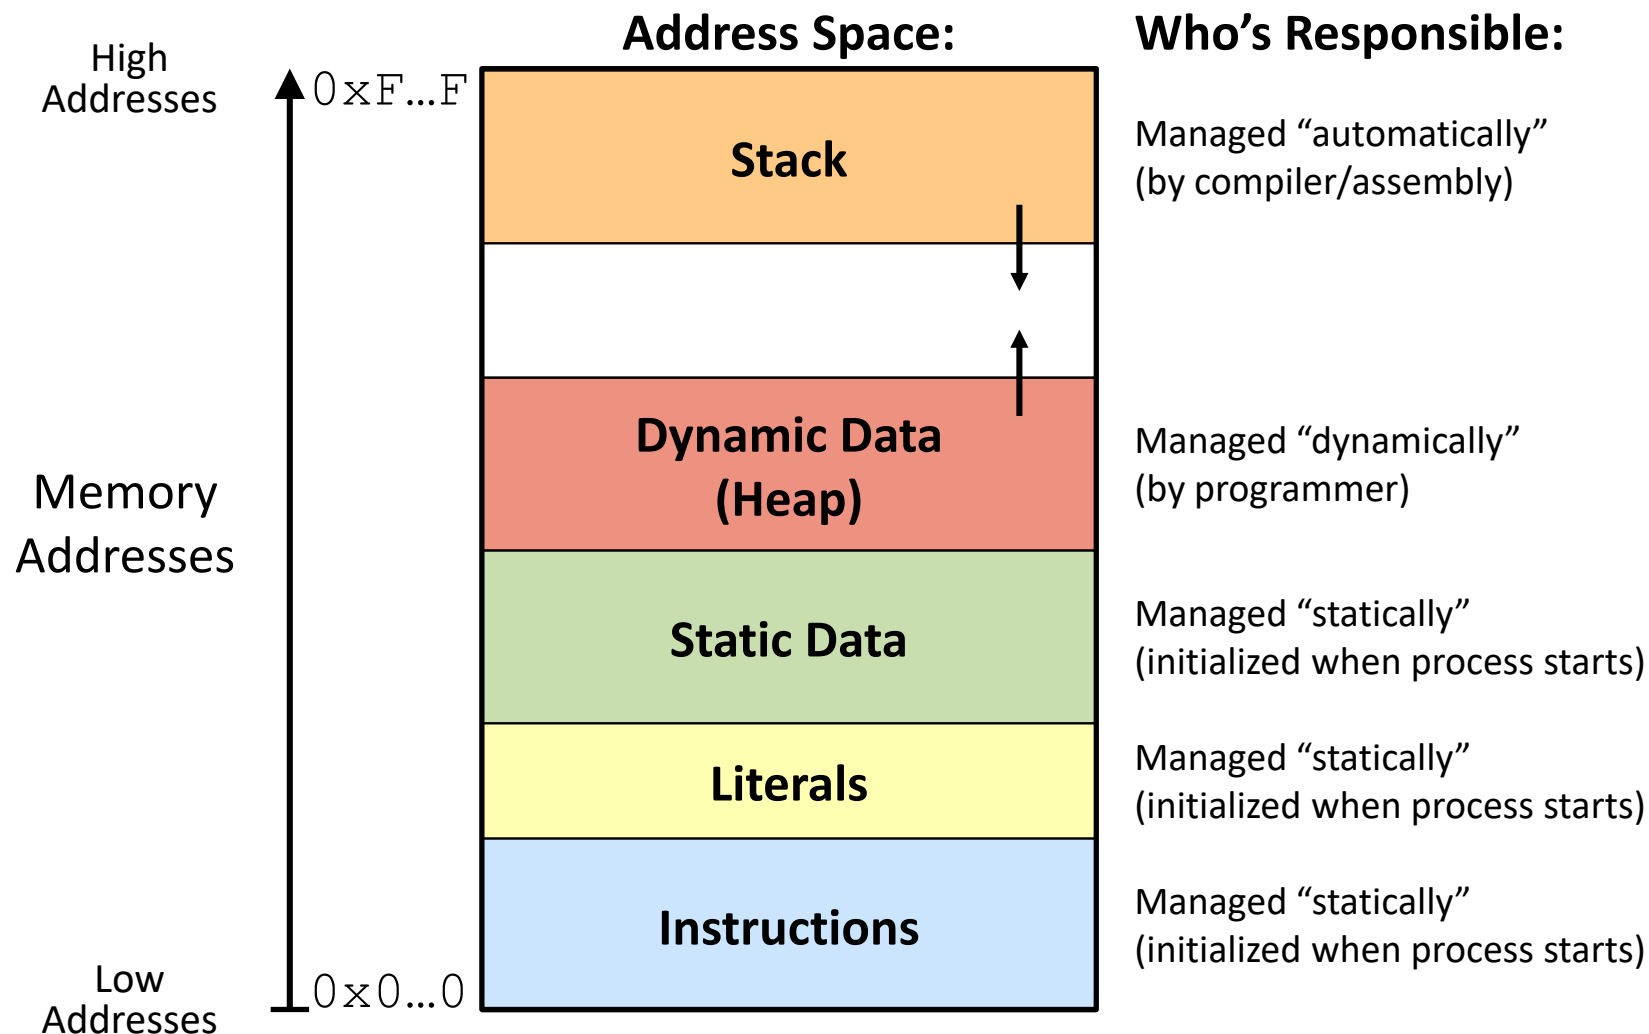 Address Space:
Who’s Responsible:
High
Addresses
0xF…F
Stack
Managed “automatically”
(by compiler/assembly)
Dynamic Data
(Heap)
Managed “dynamically”
(by programmer)
Memory
Addresses
Static Data
Managed “statically”
(initialized when process starts)
Literals
Managed “statically”
(initialized when process starts)
Instructions
Managed “statically”
(initialized when process starts)
Low
Addresses
0x0…0